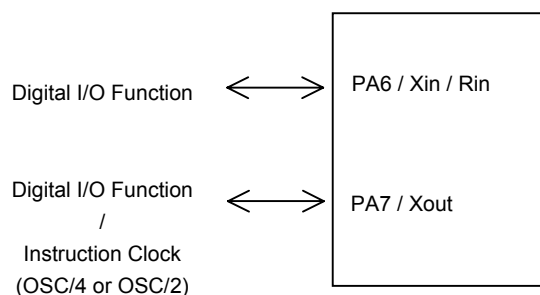 Digital I/O Function
PA6 / Xin / Rin
Digital I/O Function
/
Instruction Clock
(OSC/4 or OSC/2)
PA7 / Xout